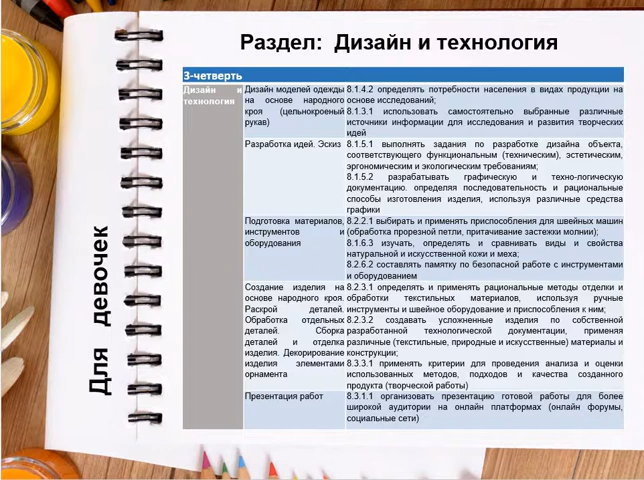 Раздел: Дизайн и технология
Для девочек
3-четверть
Дизайн и
технология
Дизайн моделей одежды
на основе народного
кроя (цельнокроеный
рукав)
8.1.4.2 определять потребности населения в видах продукции на
основе исследований;
8.1.3.1 использовать самостоятельно выбранные различные
источники информации для исследования и развития творческих
идей
Разработка идей. Эскиз
8.1.5.1 выполнять задания по разработке дизайна объекта,
соответствующего функциональным (техническим), эстетическим,
эргономическим и экологическим требованиям;
8.1.5.2 разрабатывать графическую и техно-логическую
документацию. определяя последовательность и рациональные
способы изготовления изделия, используя различные средства
графики
Подготовка материалов,
инструментов и
оборудования
8.2.2.1 выбирать и применять приспособления для швейных машин
(обработка прорезной петли, притачивание застежки молнии);
8.1.6.3 изучать, определять и сравнивать виды и свойства
натуральной и искусственной кожи и меха;
8.2.6.2 составлять памятку по безопасной работе с инструментами
и оборудованием
Создание изделия на
основе народного кроя.
Раскрой деталей.
Обработка отдельных
деталей. Сборка
деталей и отделка
изделия. Декорирование
изделия элементами
орнамента
8.2.3.1 определять и применять рациональные методы отделки и
обработки текстильных материалов, используя ручные
инструменты и швейное оборудование и приспособления к ним;
8.2.3.2 создавать усложненные изделия по собственной
разработанной технологической документации, применяя
различные (текстильные, природные и искусственные) материалы и
конструкции;
8.3.3.1 применять критерии для проведения анализа и оценки
использованных методов, подходов и качества созданного
продукта (творческой работы)
Презентация работ
8.3.1.1 организовать презентацию готовой работы для более
широкой аудитории на онлайн платформах (онлайн форумы,
социальные сети)